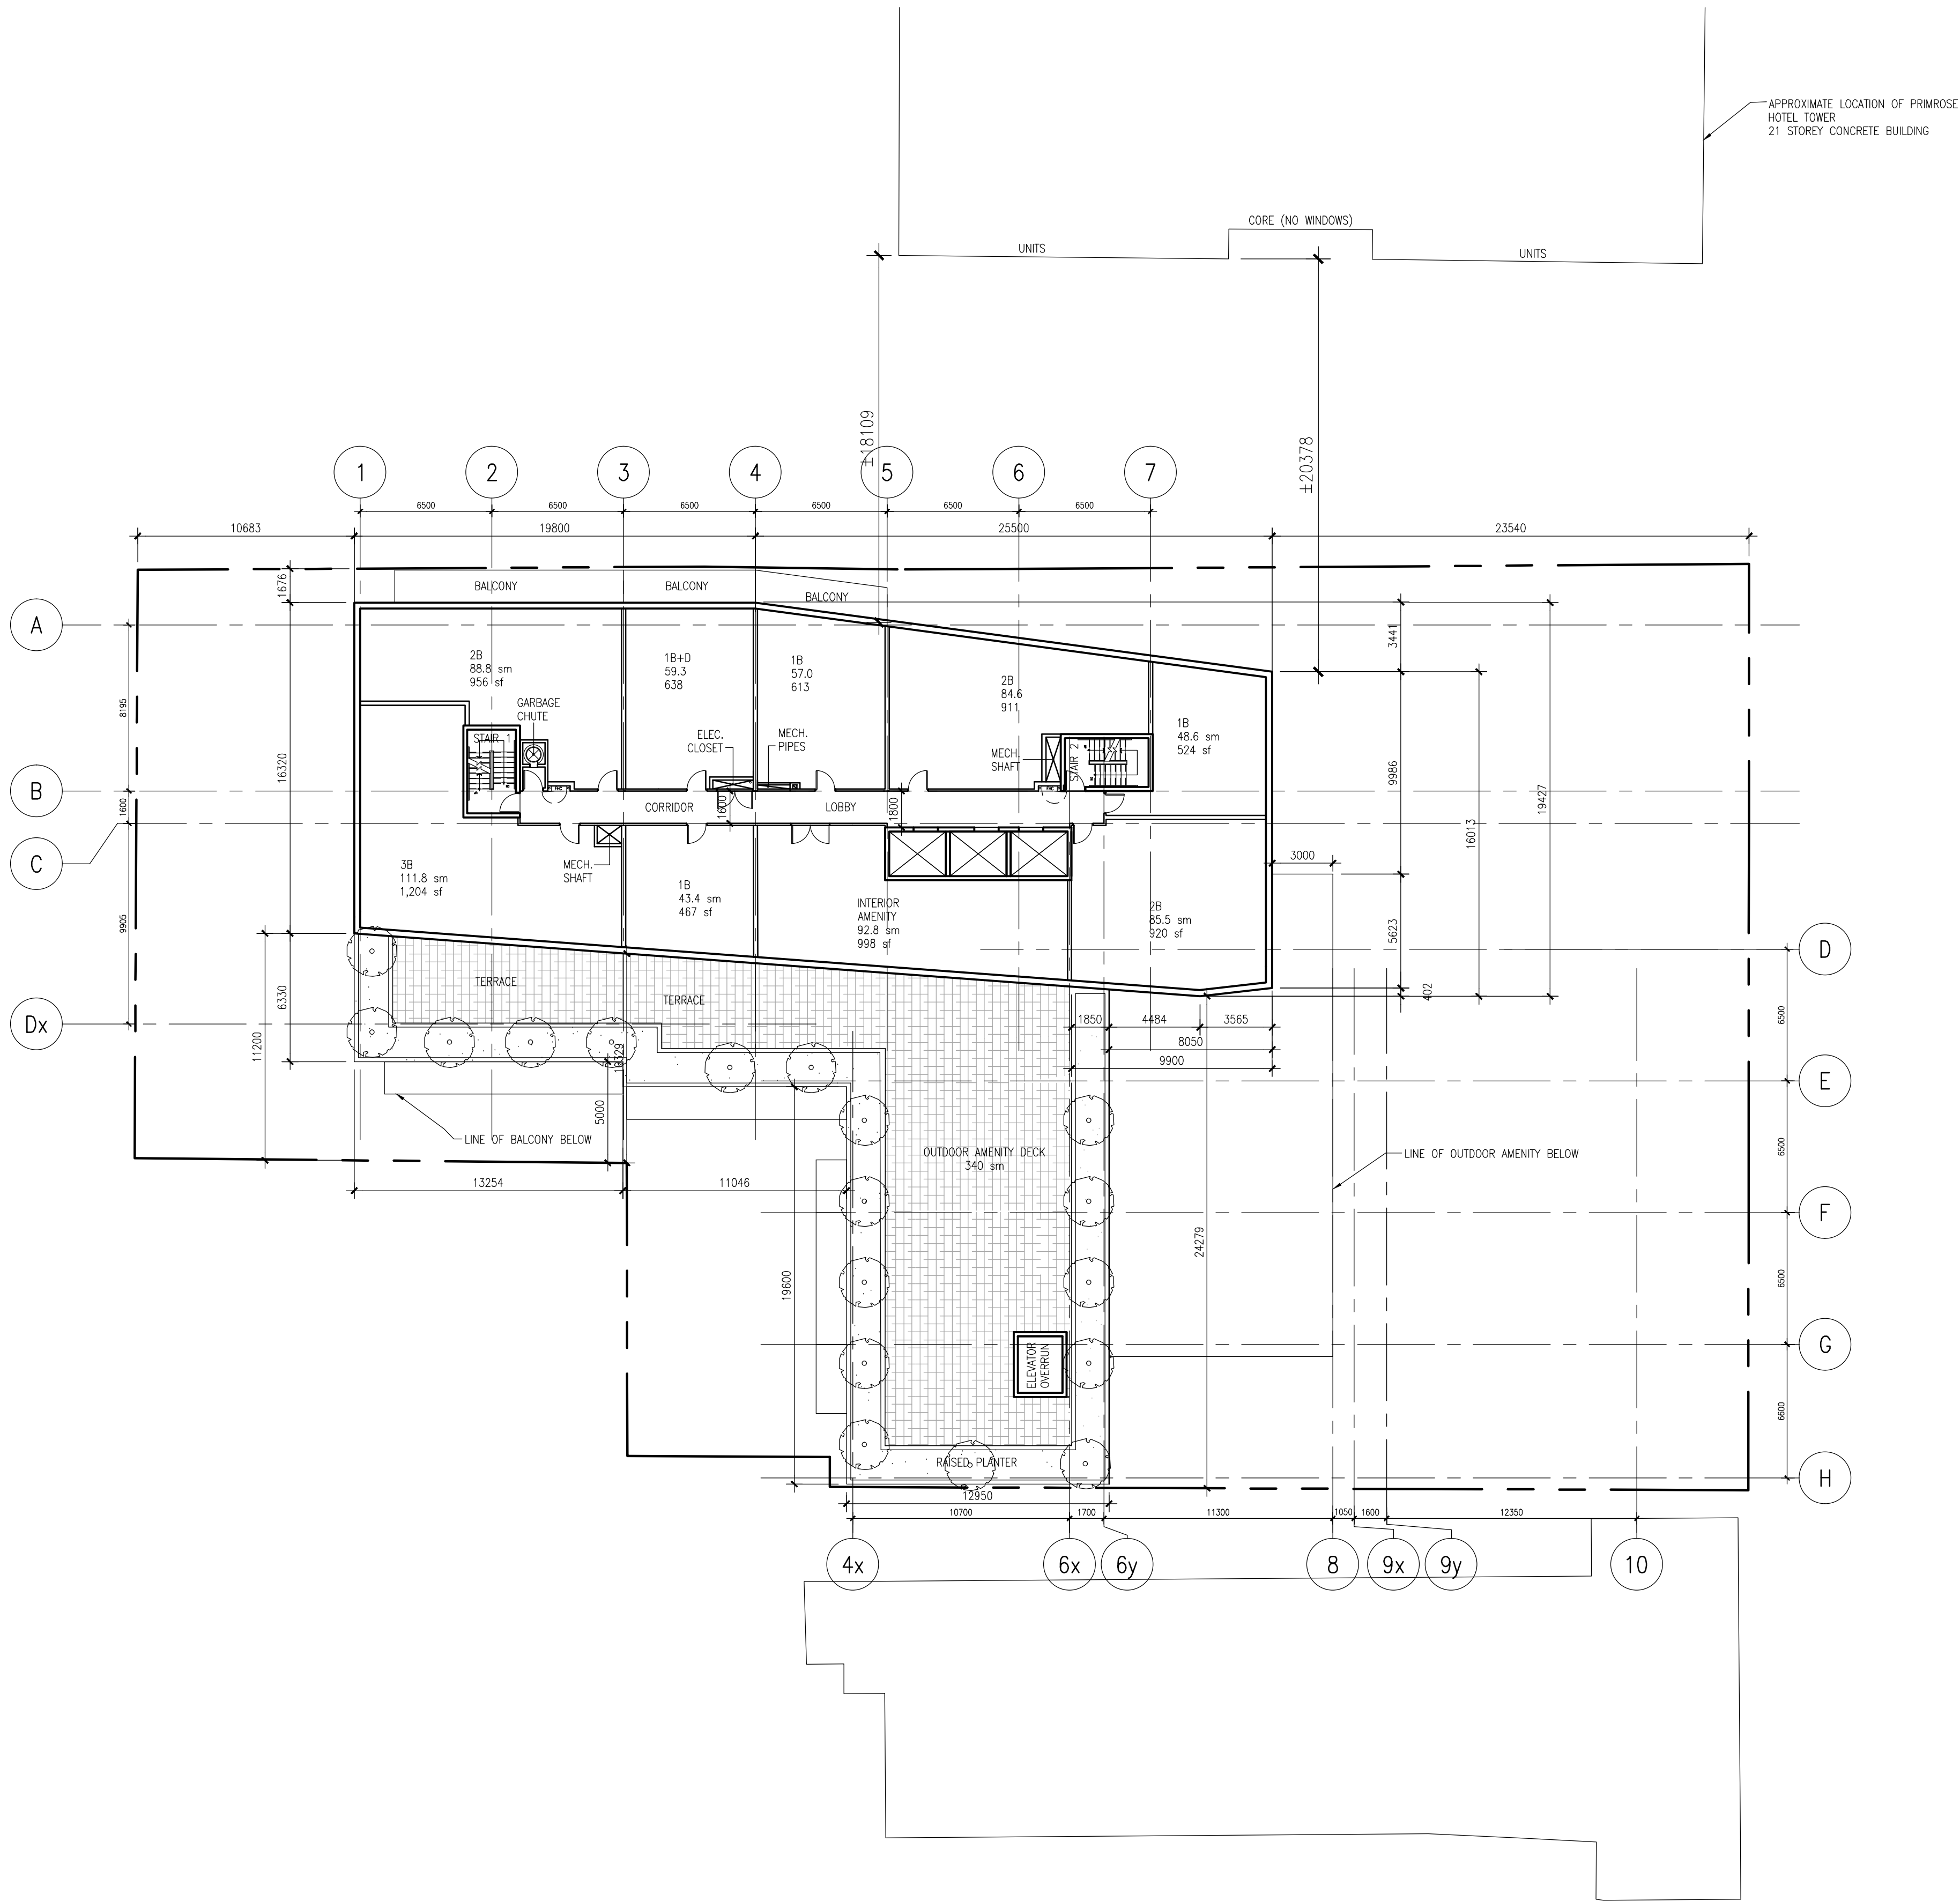 APPROXIMATE LOCATION OF PRIMROSE
HOTEL TOWER
21 STOREY CONCRETE BUILDING
CORE (NO WINDOWS)
UNITS
UNITS
±18109
±20378
1
2
3
4
5
6
7
6500
6500
6500
6500
6500
6500
10683
19800
25500
23540
1676
BALCONY
BALCONY
BALCONY
A
B
C
Dx
8195
1600
9905
16320
11200
6330
2B
88.8 sm
956 sf
1B+D
59.3
638
1B
57.0
613
2B
84.6
911
1B
48.6 sm
524 sf
GARBAGE
CHUTE
STAIR 1
ELEC.
CLOSET
MECH.
PIPES
MECH.
SHAFT
STAIR 2
CORRIDOR
1600
LOBBY
1800
3B
111.8 sm
1,204 sf
MECH.
SHAFT
1B
43.4 sm
467 sf
INTERIOR
AMENITY
92.8 sm
998 sf
2B
85.5 sm
920 sf
3441
9986
5623
402
16013
19427
3000
TERRACE
TERRACE
1850
4484
3565
8050
9900
5000
LINE OF BALCONY BELOW
13254
11046
19600
OUTDOOR AMENITY DECK
340 sm
LINE OF OUTDOOR AMENITY BELOW
24279
ELEVATOR
OVERRUN
RAISED PLANTER
12950
10700
1700
11300
1050
1600
12350
4x
6x
6y
8
9x
9y
10
D
E
F
G
H
6500
6500
6500
6600